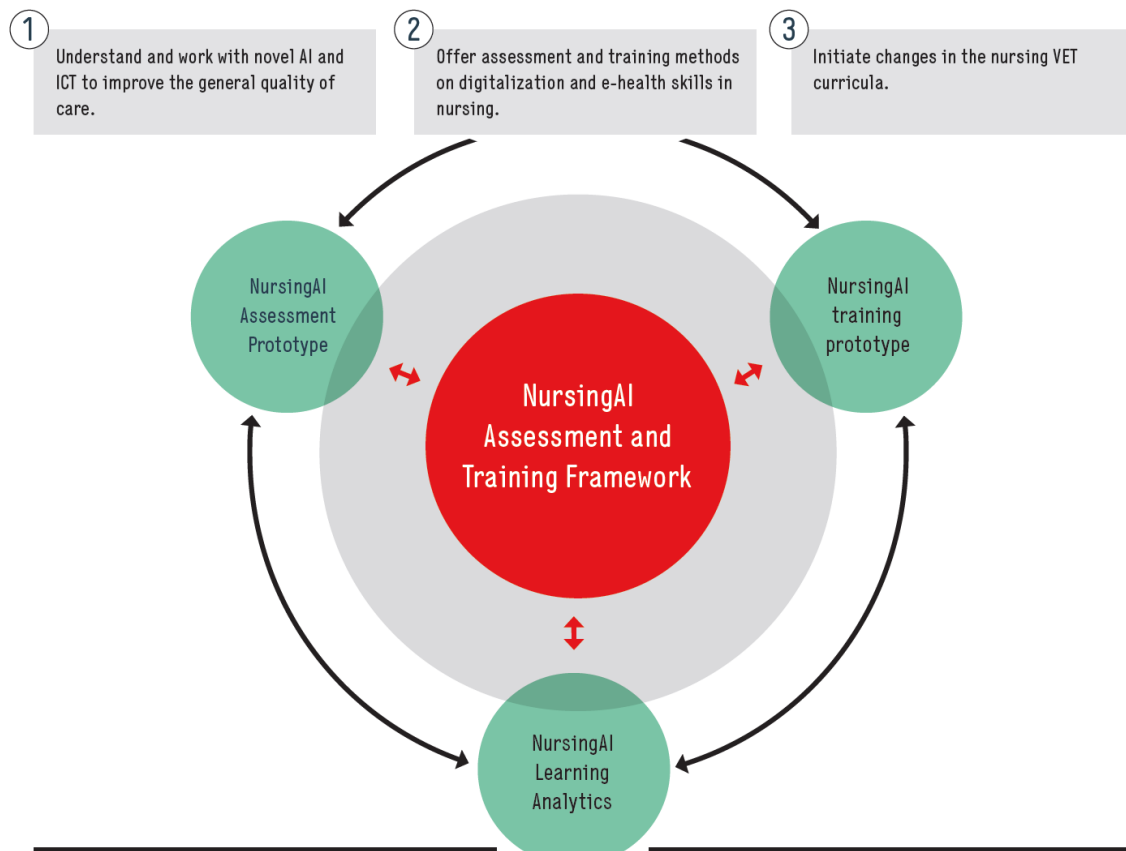 1
Understand and work with novel AI and
ICT to improve the general quality of
care.
2
Offer assessment and training methods
on digitalization and e-health skills in
nursing.
3
Initiate changes in the nursing VET
curricula.
NursingAI
Assessment
Prototype
NursingAI
training
prototype
NursingAI
Assessment and
Training Framework
NursingAI
Learning
Analytics